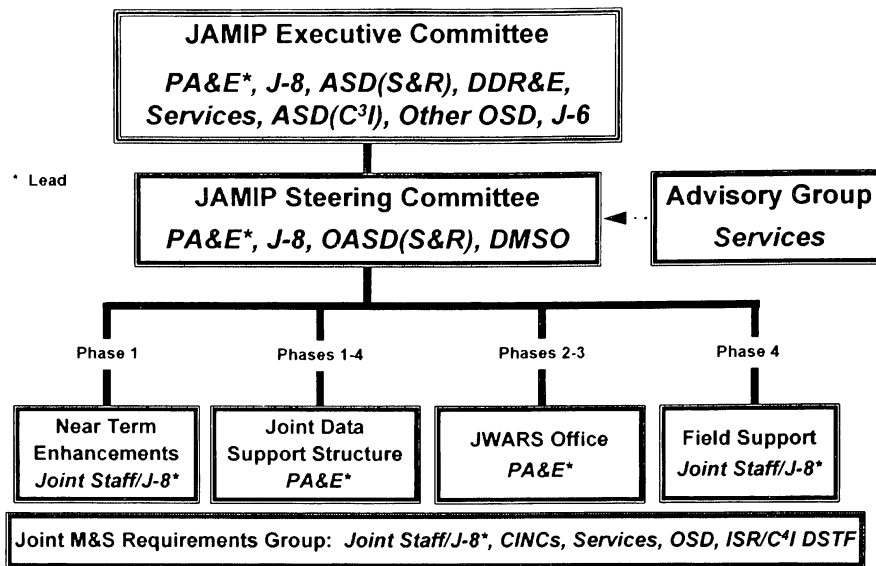 JAMIP Executive Committee
PA&E*, J-8, ASD(S&R), DDR&E,
Services, ASD(C³I), Other OSD, J-6
* Lead
JAMIP Steering Committee
PA&E*, J-8, OASD(S&R), DMSO
Advisory Group
Services
Phase 1
Phases 1-4
Phases 2-3
Phase 4
Near Term
Enhancements
Joint Staff/J-8*
Joint Data
Support Structure
PA&E*
JWARS Office
PA&E*
Field Support
Joint Staff/J-8*
Joint M&S Requirements Group: Joint Staff/J-8*, CINCs, Services, OSD, ISR/C⁴I DSTF